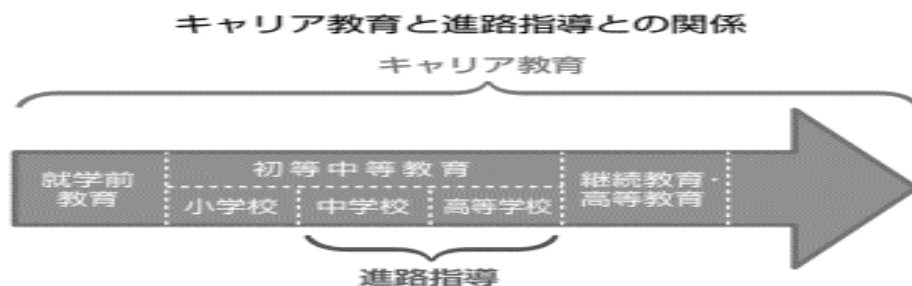 キャリア教育と進路指導との関係
キャリア教育
就学前
教育
初等中等教育
小学校
中学校
高等学校
継続教育・
高等教育
進路指導